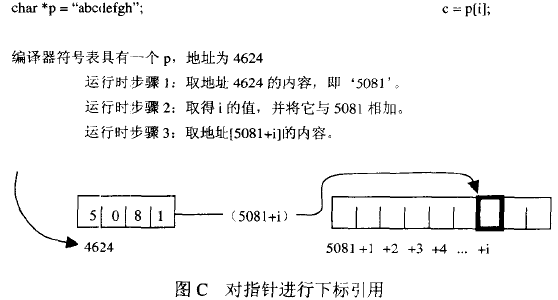 char *p = “abcdefgh”; c = p[i];
编译器符号表具有一个 p，地址为 4624
运行时步骤 1：取地址 4624 的内容，即 ‘5081’。
运行时步骤 2：取得 i 的值，并将它与 5081 相加。
运行时步骤 3：取地址[5081+i]的内容。
5 0 8 1 (5081+i)
4624 5081 +1 +2 +3 +4 ... +i
图 C 对指针进行下标引用